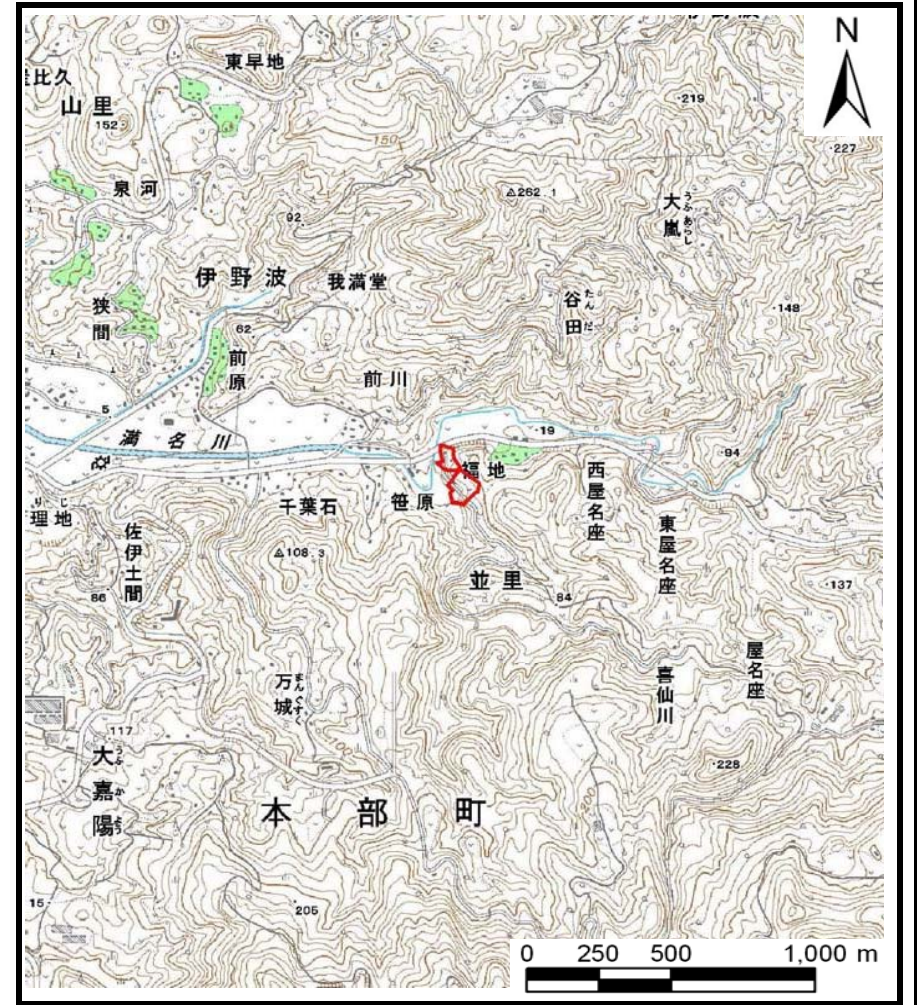 東早地
山里
152
泉河
N
219
227
150
262.1
大嵐
うふあらし
92
伊野波
我満堂
谷田
たんだ
148
狭間
62
前原
前川
5
満名川
19
94
福地
西屋名座
千葉石
笹原
理地
りじ
佐伊土間
東屋名座
108.3
並里
137
86
84
屋名座
万城
まんぐすく
喜仙川
117
100
大嘉陽
うふかよう
228
本部町
200
15
205
0 250 500 1,000 m